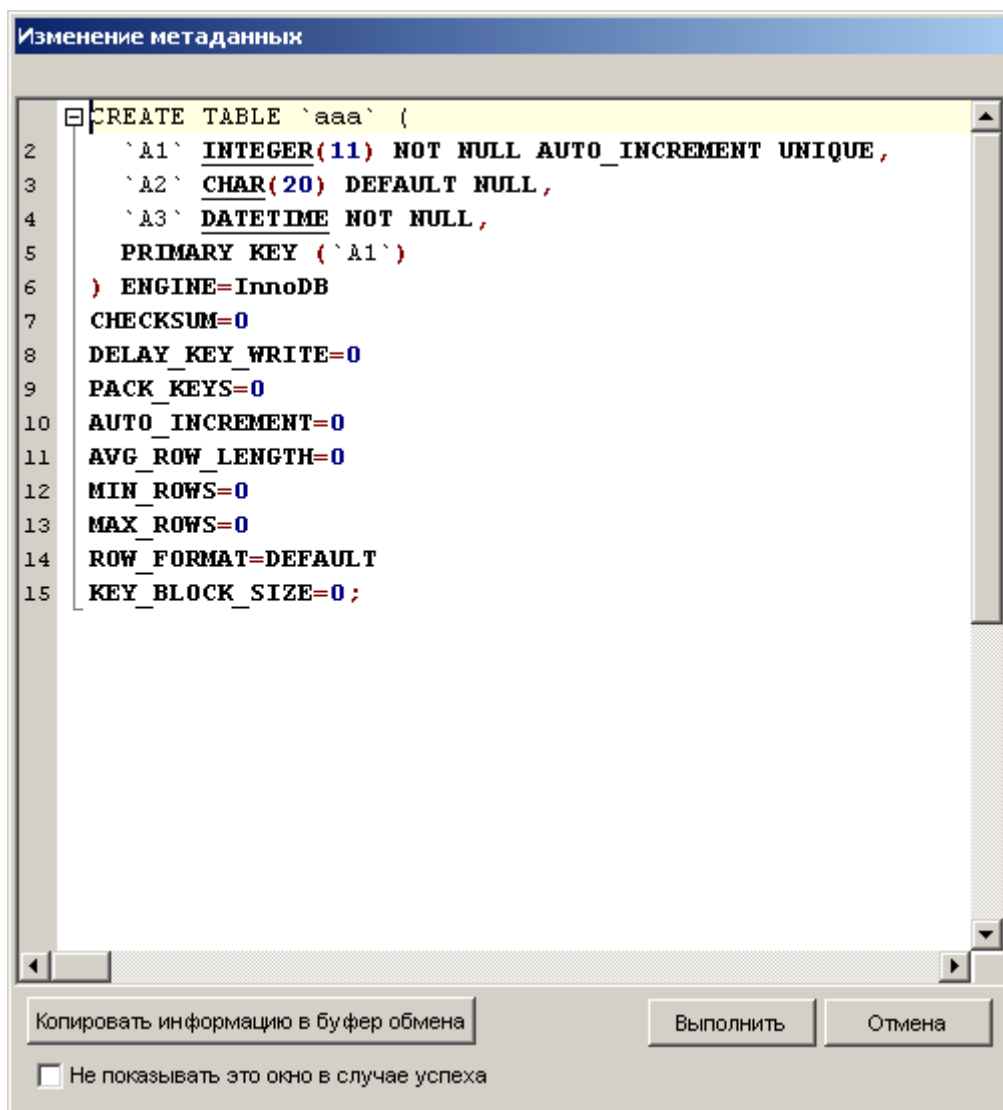 Изменение метаданных
CREATE TABLE `aaa` (
2 `A1` INTEGER(11) NOT NULL AUTO_INCREMENT UNIQUE,
3 `A2` CHAR(20) DEFAULT NULL,
4 `A3` DATETIME NOT NULL,
5 PRIMARY KEY (`A1`)
6 ) ENGINE=InnoDB
7 CHECKSUM=0
8 DELAY_KEY_WRITE=0
9 PACK_KEYS=0
10 AUTO_INCREMENT=0
11 AVG_ROW_LENGTH=0
12 MIN_ROWS=0
13 MAX_ROWS=0
14 ROW_FORMAT=DEFAULT
15 KEY_BLOCK_SIZE=0;
Копировать информацию в буфер обмена Выполнить Отмена
Не показывать это окно в случае успеха